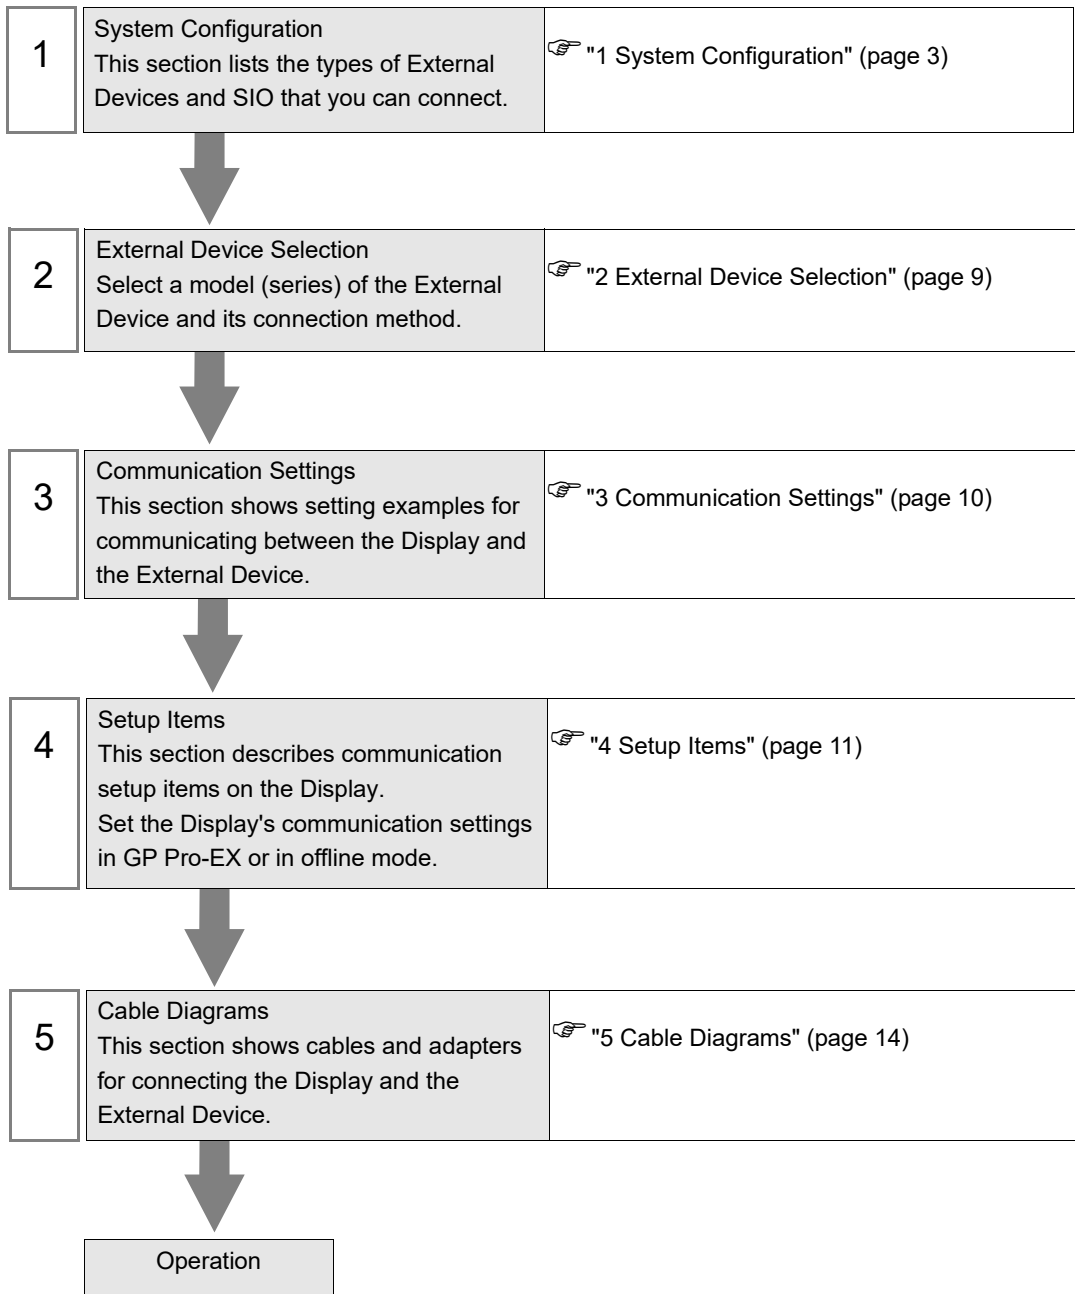 1
System Configuration
This section lists the types of External
Devices and SIO that you can connect.
"1 System Configuration" (page 3)
2
External Device Selection
Select a model (series) of the External
Device and its connection method.
"2 External Device Selection" (page 9)
3
Communication Settings
This section shows setting examples for
communicating between the Display and
the External Device.
"3 Communication Settings" (page 10)
4
Setup Items
This section describes communication
setup items on the Display.
Set the Display's communication settings
in GP Pro-EX or in offline mode.
"4 Setup Items" (page 11)
5
Cable Diagrams
This section shows cables and adapters
for connecting the Display and the
External Device.
"5 Cable Diagrams" (page 14)
Operation